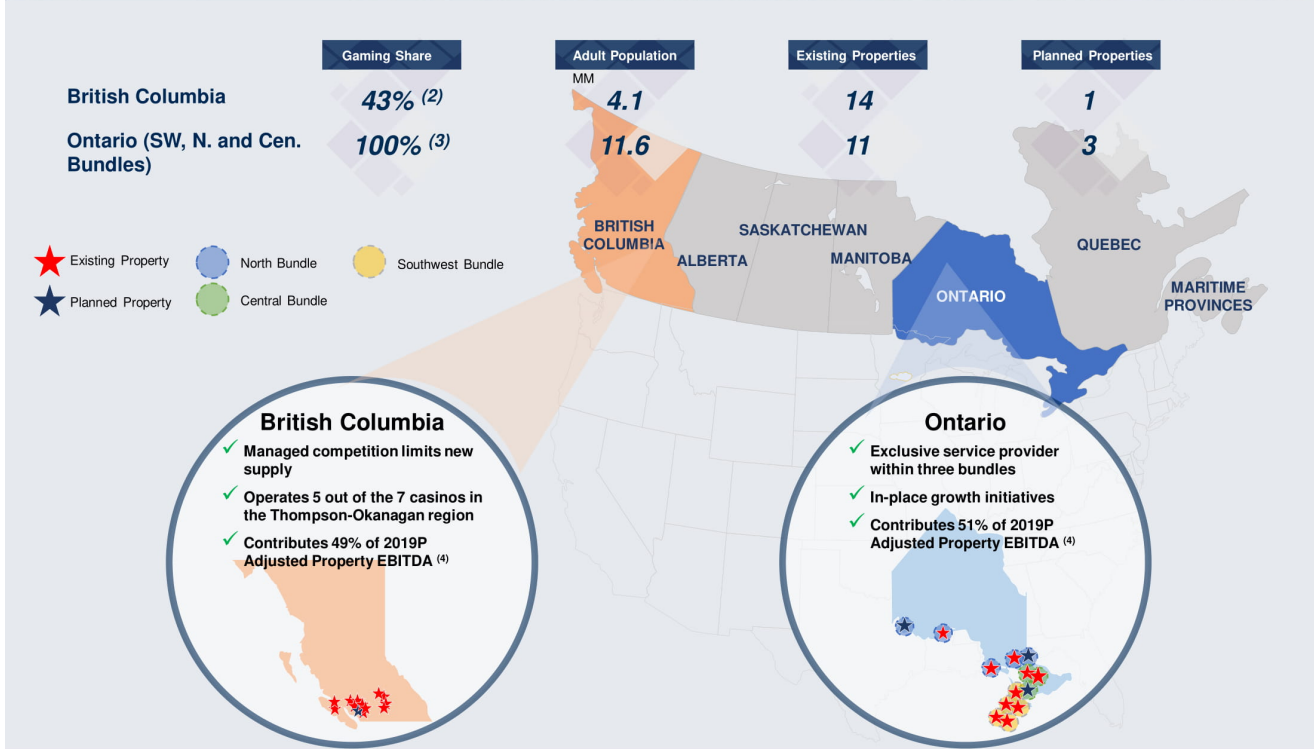 Gaming Share
Adult Population
Existing Properties
Planned Properties
MM
British Columbia
43% (2)
4.1
14
1
Ontario (SW, N. and Cen.
Bundles)
100% (3)
11.6
11
3
Existing Property
North Bundle
Southwest Bundle
Planned Property
Central Bundle
BRITISH
COLUMBIA
ALBERTA
SASKATCHEWAN
MANITOBA
ONTARIO
QUEBEC
MARITIME
PROVINCES
British Columbia
Managed competition limits new
supply
Operates 5 out of the 7 casinos in
the Thompson-Okanagan region
Contributes 49% of 2019P
Adjusted Property EBITDA (4)
Ontario
Exclusive service provider
within three bundles
In-place growth initiatives
Contributes 51% of 2019P
Adjusted Property EBITDA (4)